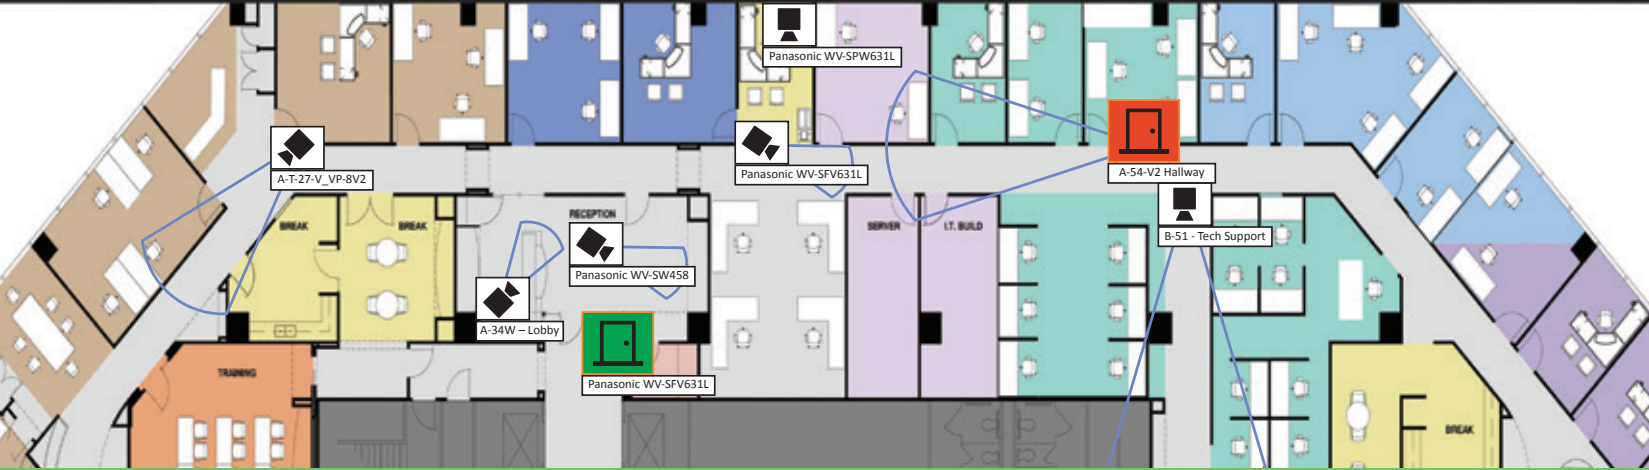 Panasonic WV-SPW631L
A-T-27-V_VP-8V2
Panasonic WV-SFV631L
A-54-V2 Hallway
BREAK
BREAK
RECEPTION
SERVER
I.T. BUILD
B-51 - Tech Support
Panasonic WV-SW458
A-34W – Lobby
TRAINING
Panasonic WV-SFV631L
BREAK